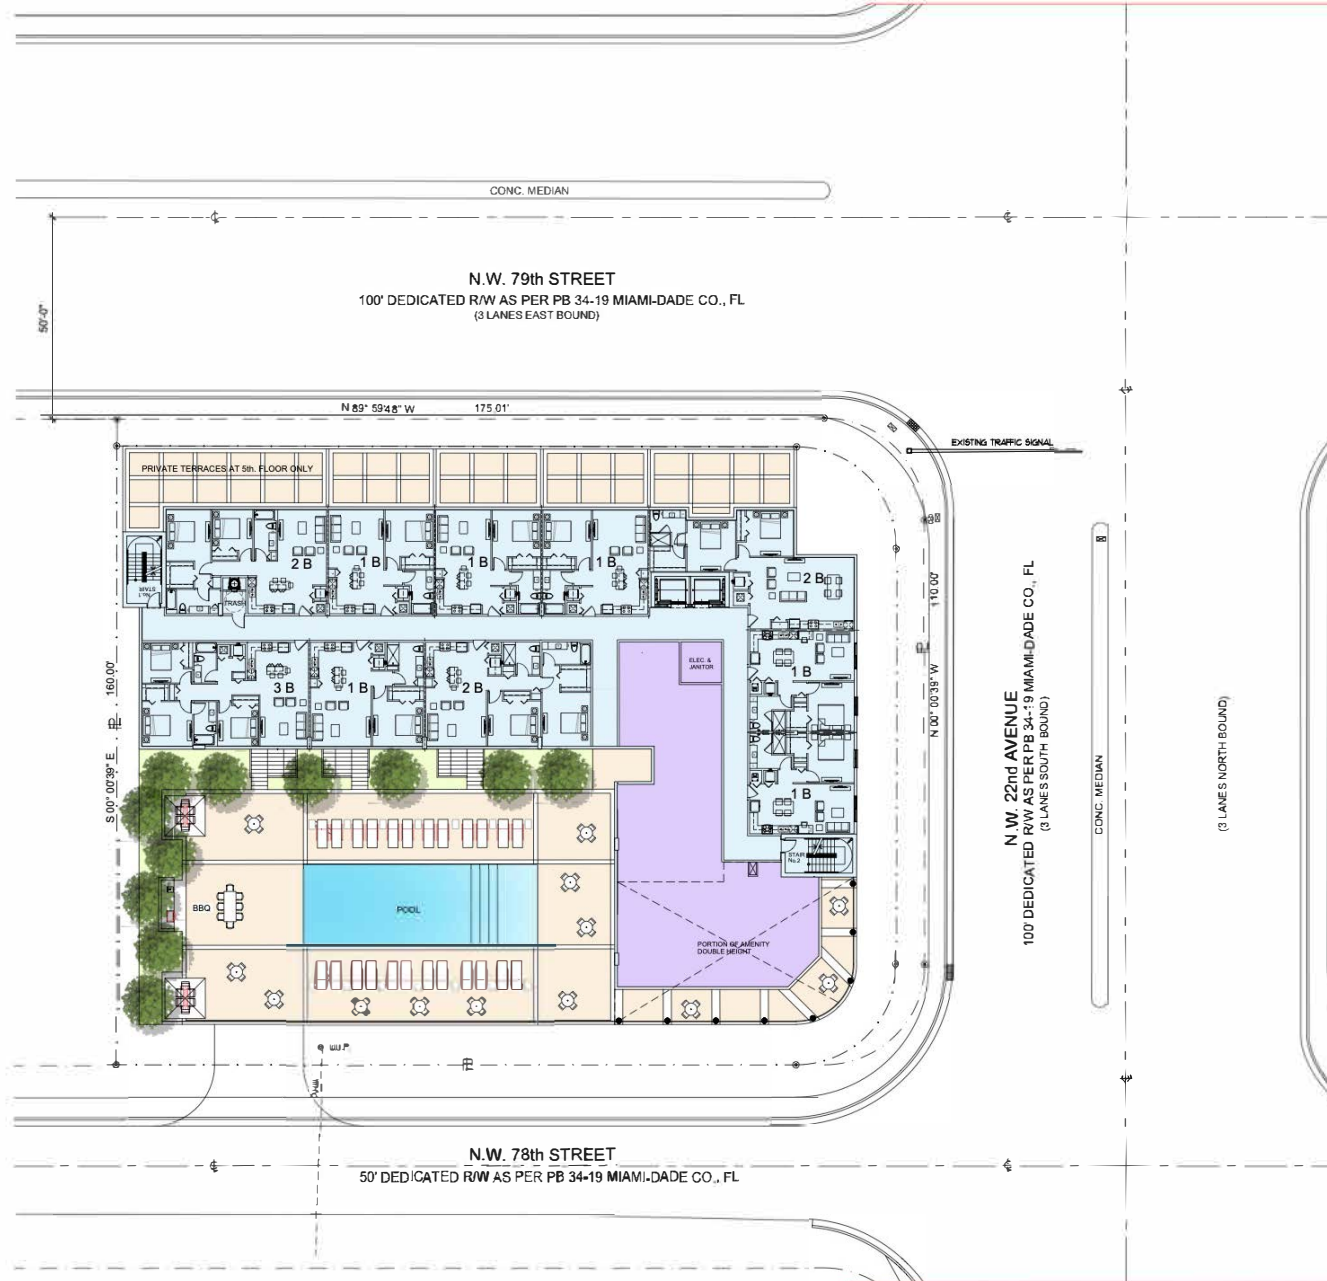 CONC. MEDIAN
N.W. 79th STREET
100' DEDICATED R/W AS PER PB 34-19 MIAMI-DADE CO., FL
(3 LANES EAST BOUND)
50'-0"
N 89° 59'48" W 175.01'
EXISTING TRAFFIC SIGNAL
PRIVATE TERRACES AT 5th. FLOOR ONLY
2 B
1 B
1 B
1 B
2 B
STAIR
No.1
TRASH
ELEC. &
JANITOR
3 B
1 B
2 B
1 B
1 B
STAIR
No.2
S 00° 00'39" E 160.00'
N 00° 00'39" W 110.00'
N.W. 22nd AVENUE
100' DEDICATED R/W AS PER PB 34-19 MIAMI-DADE CO., FL
(3 LANES SOUTH BOUND)
CONC. MEDIAN
(3 LANES NORTH BOUND)
BBQ
POOL
PORTION OF AMENITY
DOUBLE HEIGHT
N.W. 78th STREET
50' DEDICATED R/W AS PER PB 34-19 MIAMI-DADE CO., FL